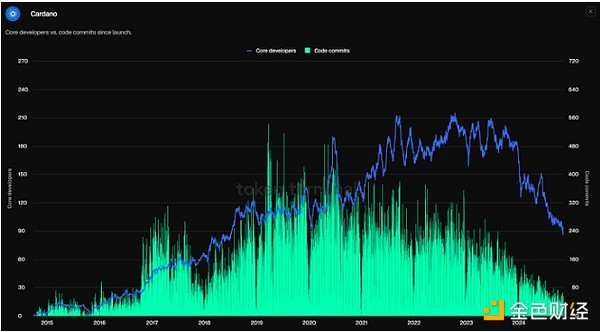 Cardano
Core developers vs. code commits since launch.
Core developers
Code commits
270
240
210
180
150
120
90
60
30
0
Core developers
720
640
560
480
400
320
240
160
80
0
Code commits
token terminal
2015 2016 2017 2018 2019 2020 2021 2022 2023 2024
金色财经